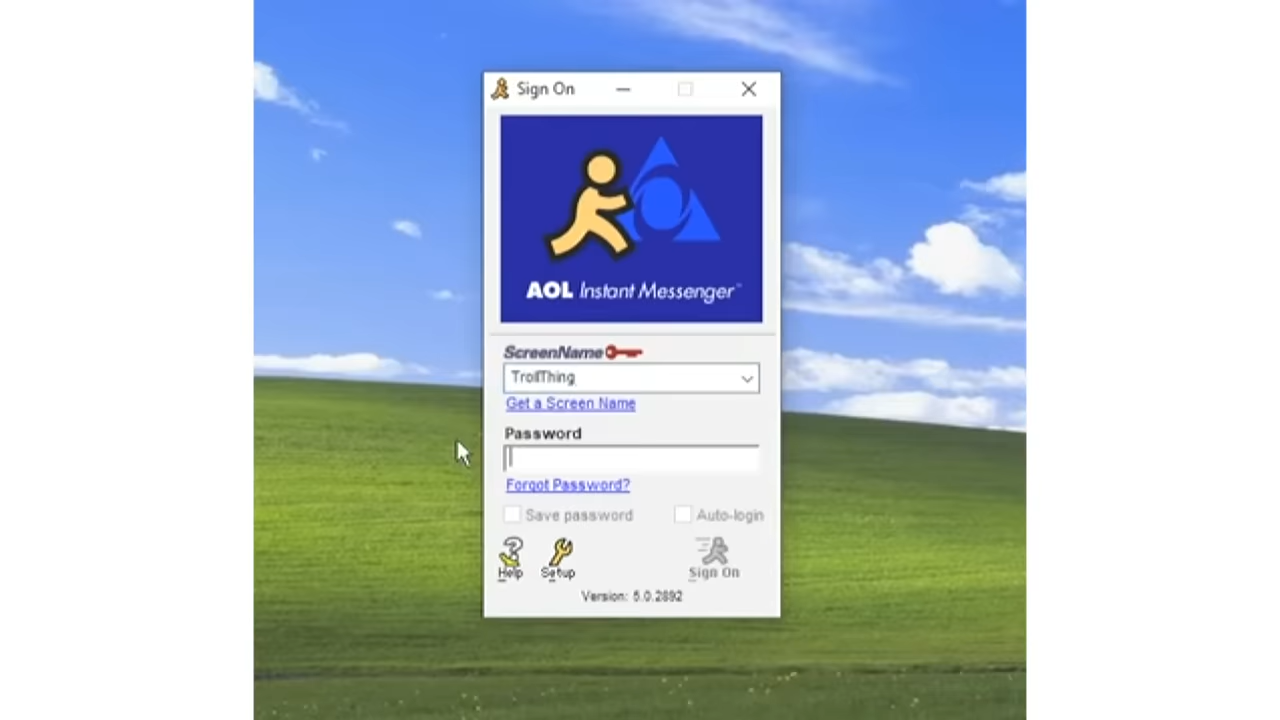 Sign On
AOL Instant Messenger™
ScreenName
TrollThing
Get a Screen Name
Password
Forgot Password?
Save password Auto-login
Help Setup Sign On
Version: 5.0.2892